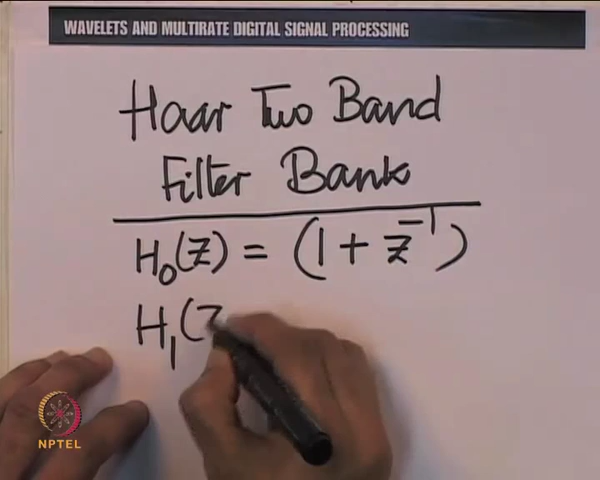 WAVELETS AND MULTIRATE DIGITAL SIGNAL PROCESSING
Haar Two Band
Filter Bank
H₀(Z) = (1 + Z⁻¹)
H₁(Z
NPTEL